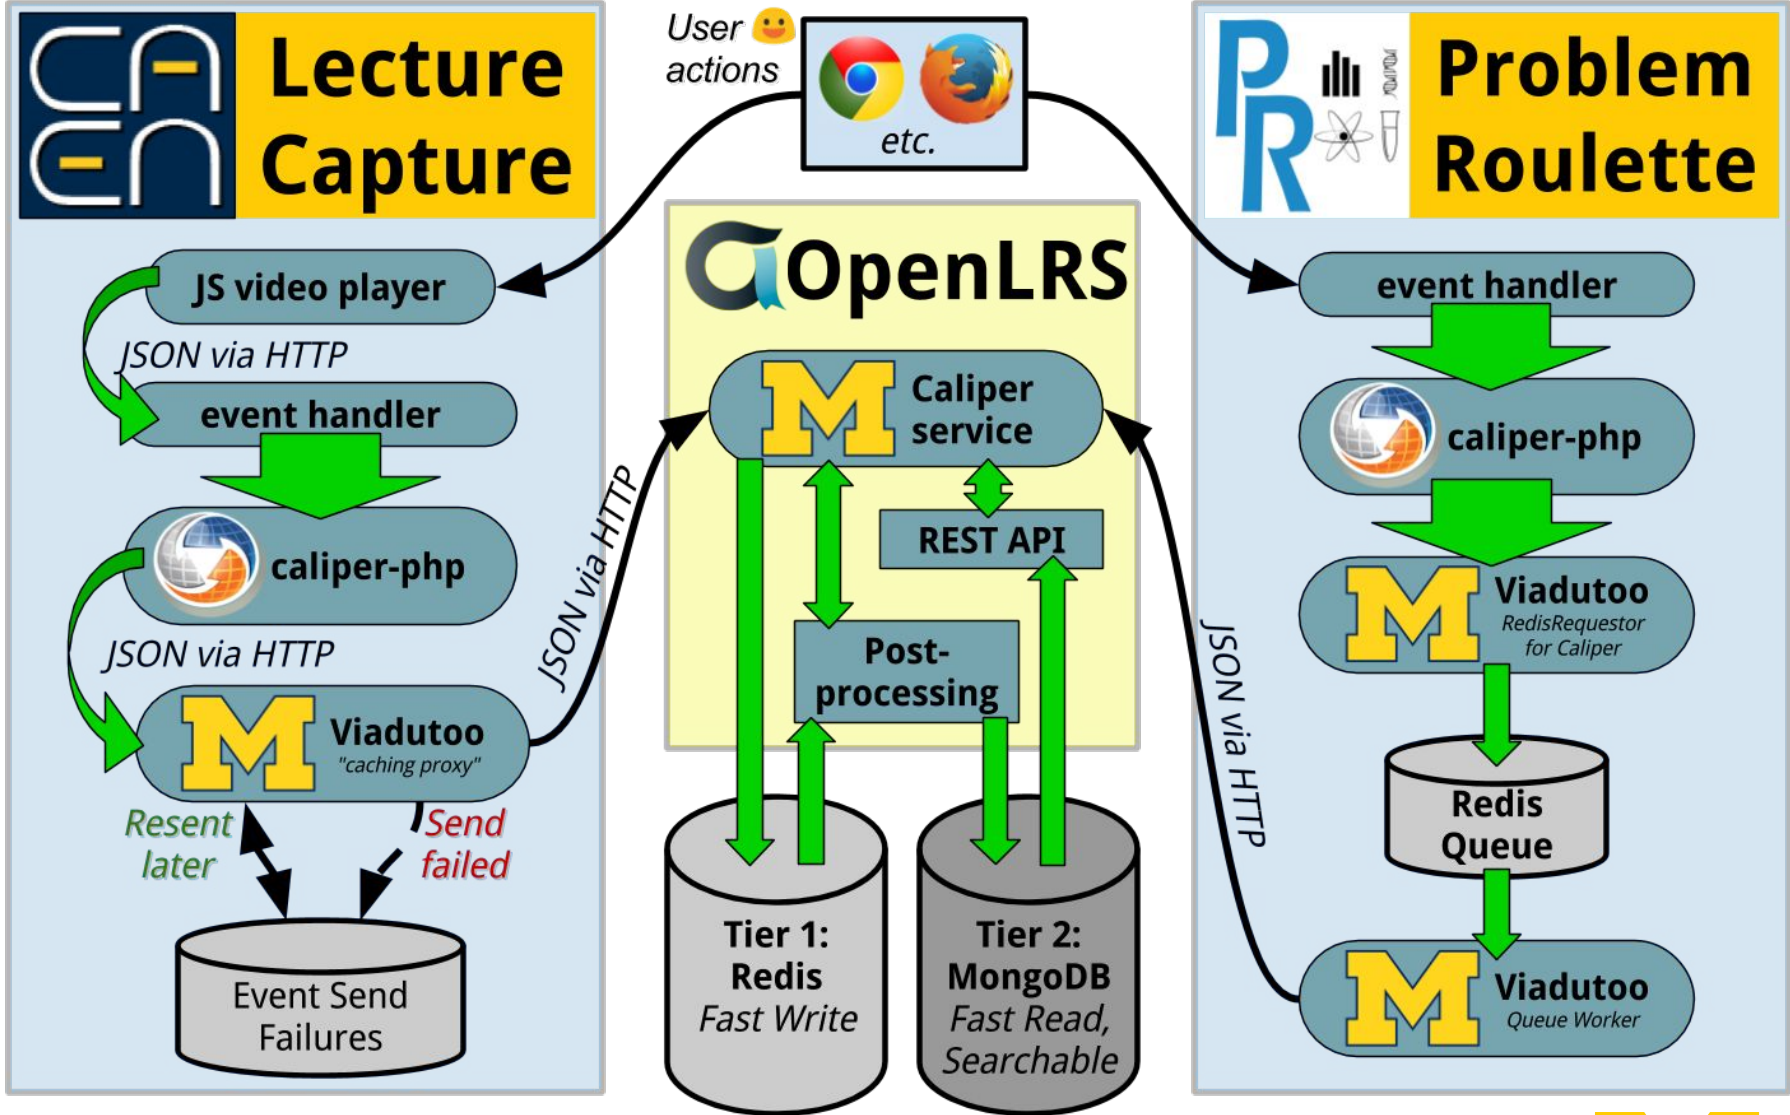 Lecture
Capture
JS video player
JSON via HTTP
event handler
caliper-php
JSON via HTTP
Viadutoo
"caching proxy"
Resent
later
Send
failed
Event Send
Failures
JSON via HTTP
User
actions
etc.
OpenLRS
M
Caliper
service
REST API
Post-
processing
Tier 1:
Redis
Fast Write
Tier 2:
MongoDB
Fast Read,
Searchable
JSON via HTTP
PR
Problem
Roulette
event handler
caliper-php
M
Viadutoo
RedisRequestor
for Caliper
Redis
Queue
M
Viadutoo
Queue Worker
CAEN
M